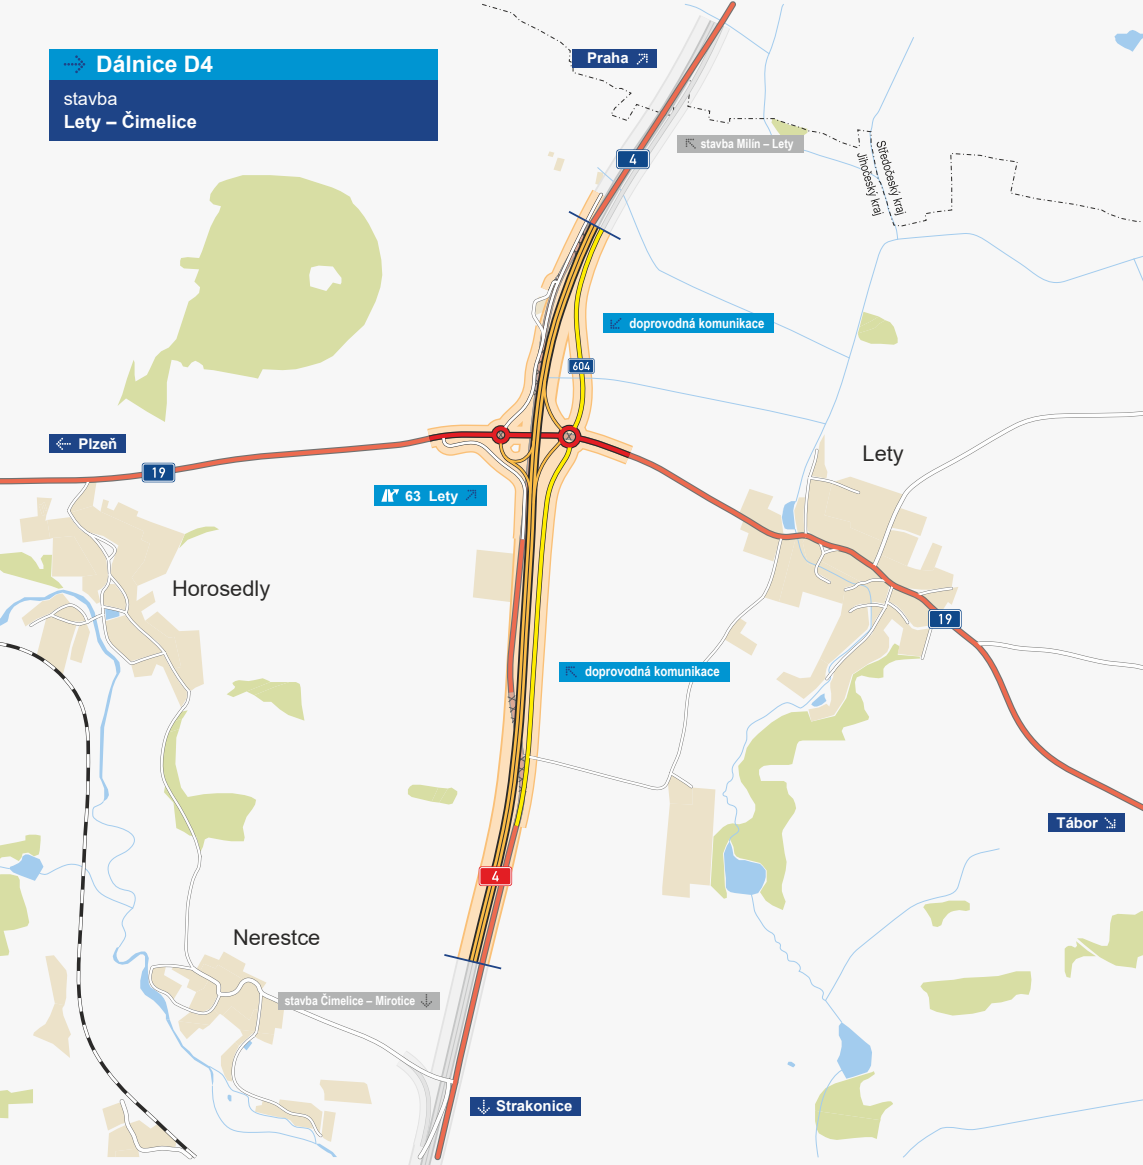 Dálnice D4
stavba
Lety – Čimelice
Praha
stavba Milín – Lety
4
Středočeský kraj
Jihočeský kraj
doprovodná komunikace
604
Plzeň
19
63 Lety
Lety
Horosedly
19
doprovodná komunikace
Tábor
4
Nerestce
stavba Čimelice – Mirotice
Strakonice